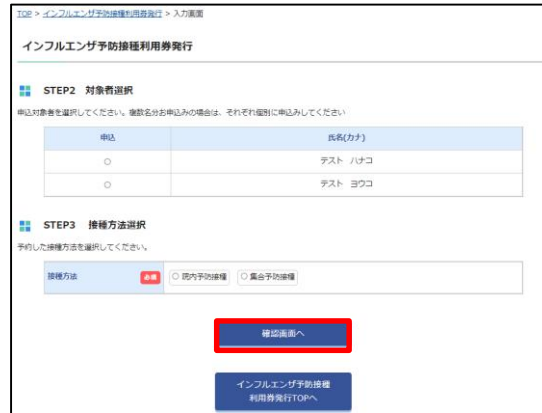 TOP > インフルエンザ予防接種利用券発行 > 入力画面
インフルエンザ予防接種利用券発行
STEP2 対象者選択
申込対象者を選択してください。複数名分お申込みの場合は、それぞれ個別に申込みしてください
申込 氏名(カナ)
テスト ハナコ
テスト ヨウコ
STEP3 接種方法選択
予約した接種方法を選択してください。
接種方法 必須 院内予防接種 集合予防接種
確認画面へ
インフルエンザ予防接種
利用券発行TOPへ